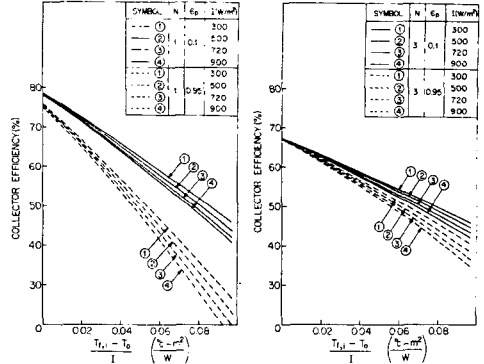 SYMBOL N εp I(W/m²)
① 300
② 1 0.1 500
③ 720
④ 900
① 300
② 500
③ 1 0.95 720
④ 900
COLLECTOR EFFICIENCY(%)
80
70
60
50
40
30
0
① ② ③ ④
①
②
③
④
0 0.02 0.04 0.06 0.08
Tf,i - To
I
(°c-m²
W)
SYMBOL N εp I(W/m²)
① 300
② 3 0.1 500
③ 720
④ 900
① 300
② 500
③ 3 0.95 720
④ 900
COLLECTOR EFFICIENCY(%)
80
70
60
50
40
30
20
① ② ③ ④
① ② ③ ④
0 0.02 0.04 0.06 0.08
Tf,i - To
I
(°c-m²
W)